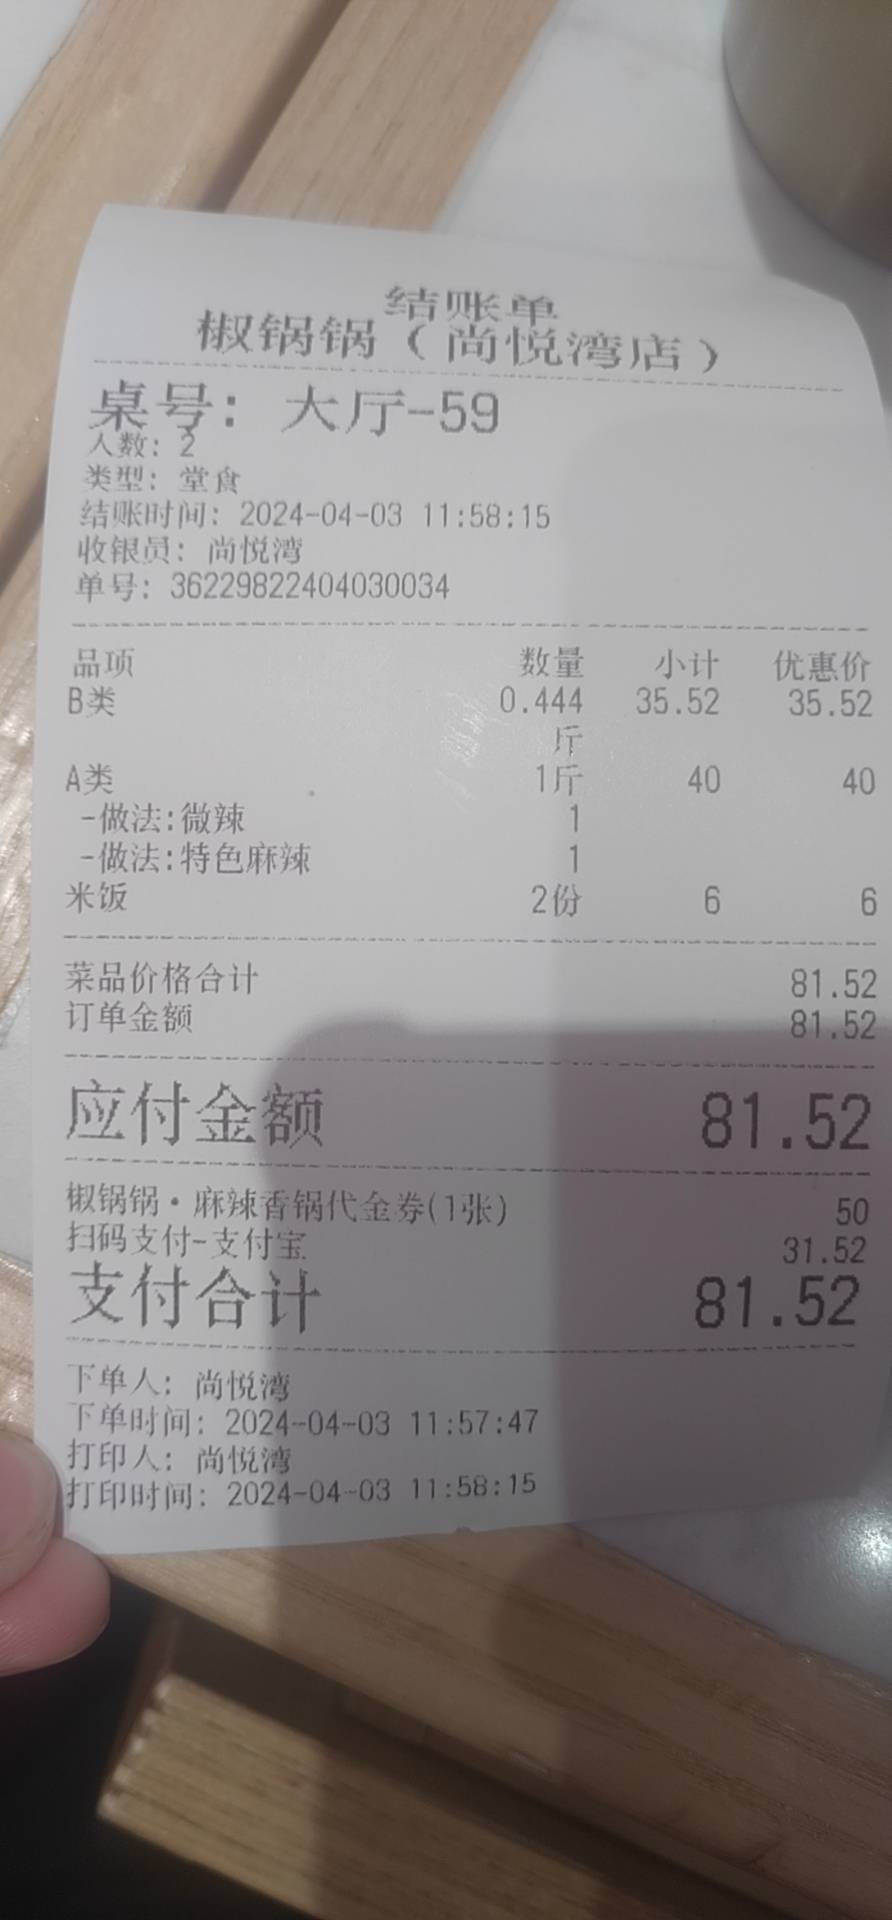 结账单
椒锅锅（尚悦湾店）
桌号：大厅-59
人数：2
类型：堂食
结账时间：2024-04-03 11:58:15
收银员：尚悦湾
单号：36229822404030034
品项 数量 小计 优惠价
B类 0.444 35.52 35.52
斤
A类 1斤 40 40
-做法:微辣 1
-做法:特色麻辣 1
米饭 2份 6 6
菜品价格合计 81.52
订单金额 81.52
应付金额 81.52
椒锅锅·麻辣香锅代金券(1张) 50
扫码支付-支付宝 31.52
支付合计 81.52
下单人：尚悦湾
下单时间：2024-04-03 11:57:47
打印人：尚悦湾
打印时间：2024-04-03 11:58:15